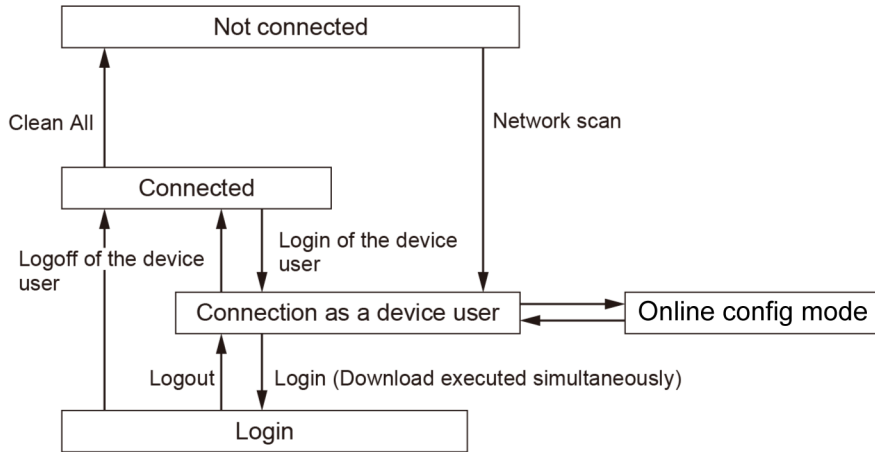 Not connected
Clean All
Network scan
Connected
Logoff of the device
user
Login of the device
user
Connection as a device user
Online config mode
Logout
Login (Download executed simultaneously)
Login